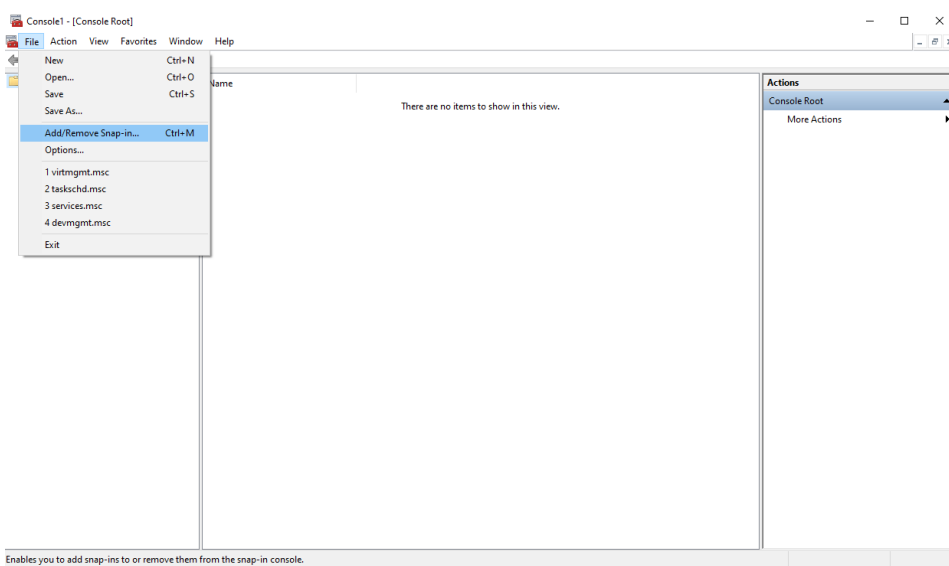 Console1 - [Console Root]
File Action View Favorites Window Help
New Ctrl+N
Open... Ctrl+O
Save Ctrl+S
Save As...
Add/Remove Snap-in... Ctrl+M
Options...
1 virtmgmt.msc
2 taskschd.msc
3 services.msc
4 devmgmt.msc
Exit
Name
There are no items to show in this view.
Actions
Console Root
More Actions
Enables you to add snap-ins to or remove them from the snap-in console.